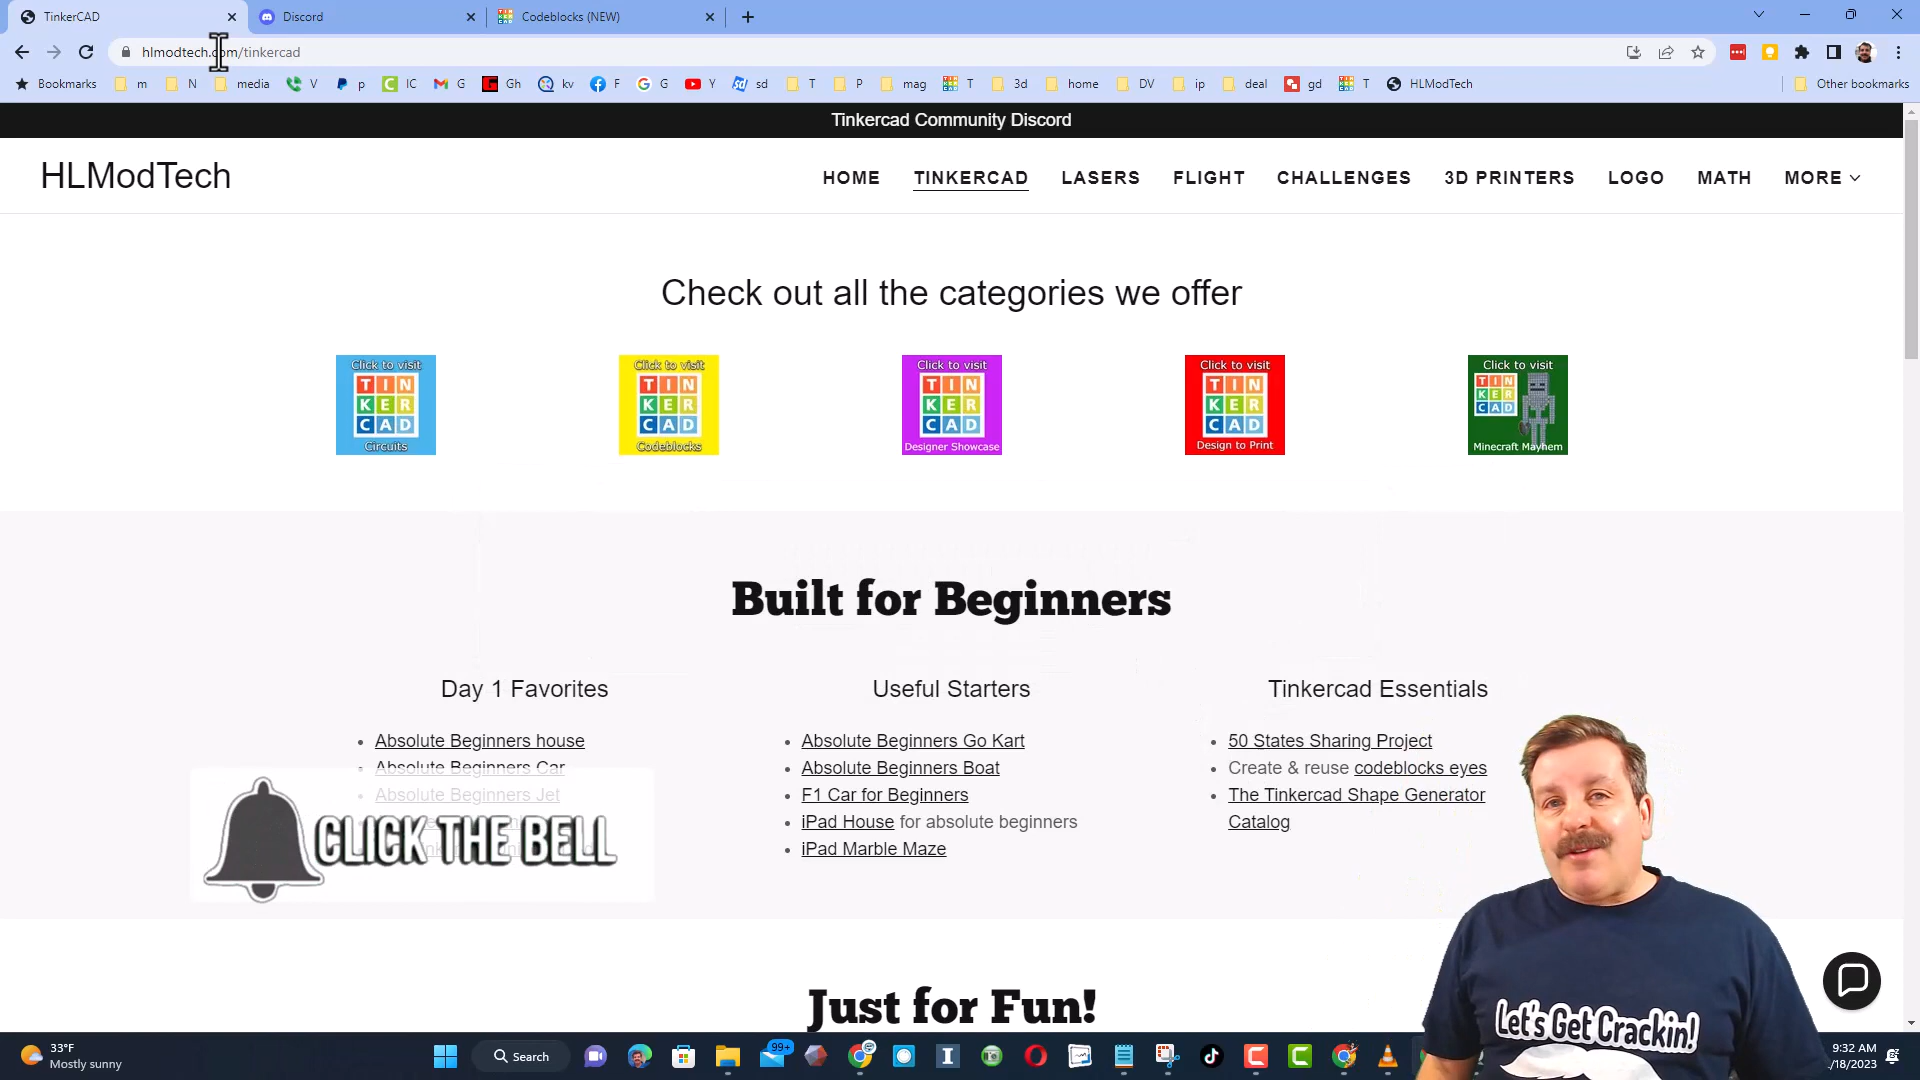 TinkerCAD
Discord
Codeblocks (NEW)
hlmodtech.com/tinkercad
Bookmarks m N media V p IC G Gh kv F G Y sd T P mag T 3d home DV ip deal gd T HLModTech Other bookmarks
Tinkercad Community Discord
HLModTech
HOME TINKERCAD LASERS FLIGHT CHALLENGES 3D PRINTERS LOGO MATH MORE
Check out all the categories we offer
Click to visit
TIN
KER
CAD
Circuits
Click to visit
TIN
KER
CAD
Codeblocks
Click to visit
TIN
KER
CAD
Designer Showcase
Click to visit
TIN
KER
CAD
Design to Print
Click to visit
TIN
KER
CAD
Minecraft Mayhem
Built for Beginners
Day 1 Favorites
Absolute Beginners house
Absolute Beginners Car
Absolute Beginners Jet
CLICK THE BELL
Useful Starters
Absolute Beginners Go Kart
Absolute Beginners Boat
F1 Car for Beginners
iPad House for absolute beginners
iPad Marble Maze
Tinkercad Essentials
50 States Sharing Project
Create & reuse codeblocks eyes
The Tinkercad Shape Generator
Catalog
Just for Fun!
Let's Get Crackin!
33°F
Mostly sunny
Search
99+
9:32 AM
/18/2023